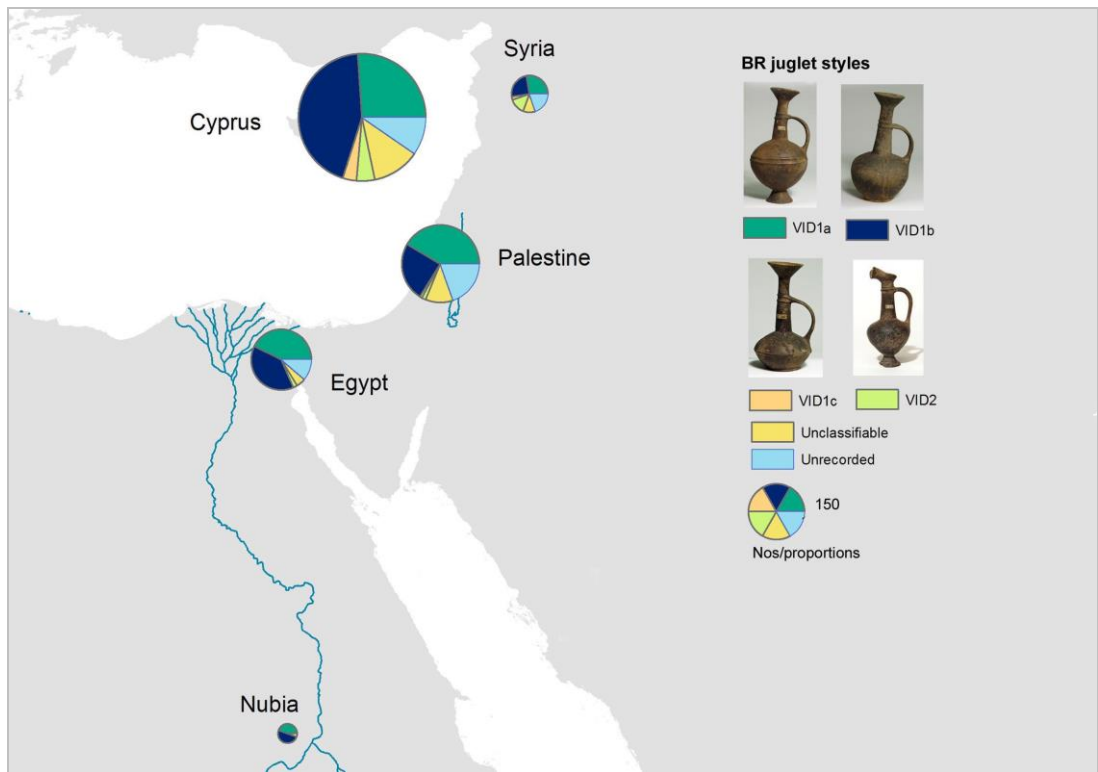 Syria
Cyprus
Palestine
Egypt
Nubia
BR juglet styles
VID1a
VID1b
VID1c
VID2
Unclassifiable
Unrecorded
150
Nos/proportions